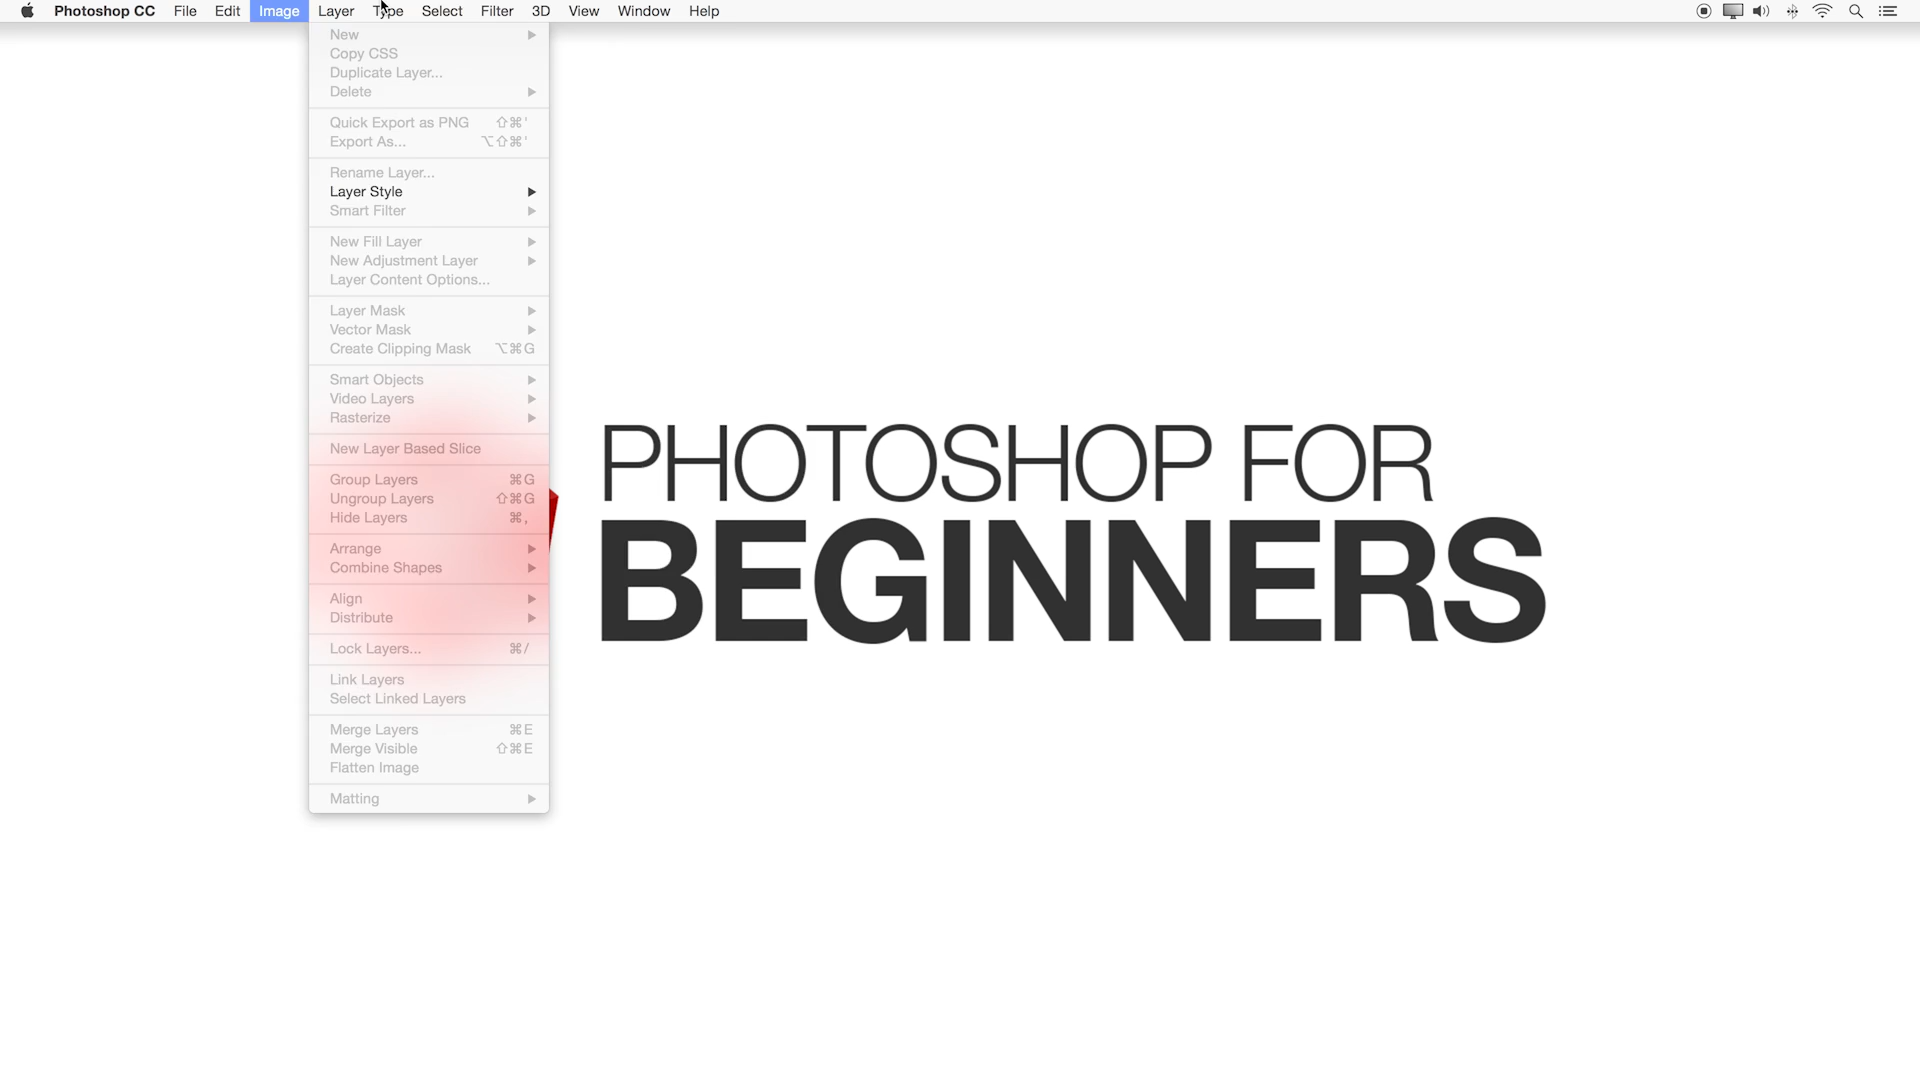 Photoshop CC File Edit Image Layer Type Select Filter 3D View Window Help
New
Copy CSS
Duplicate Layer...
Delete
Quick Export as PNG ⇧⌘'
Export As... ⌥⇧⌘'
Rename Layer...
Layer Style
Smart Filter
New Fill Layer
New Adjustment Layer
Layer Content Options...
Layer Mask
Vector Mask
Create Clipping Mask ⌥⌘G
Smart Objects
Video Layers
Rasterize
New Layer Based Slice
Group Layers ⌘G
Ungroup Layers ⇧⌘G
Hide Layers ⌘,
Arrange
Combine Shapes
Align
Distribute
Lock Layers... ⌘/
Link Layers
Select Linked Layers
Merge Layers ⌘E
Merge Visible ⇧⌘E
Flatten Image
Matting
PHOTOSHOP FOR
BEGINNERS